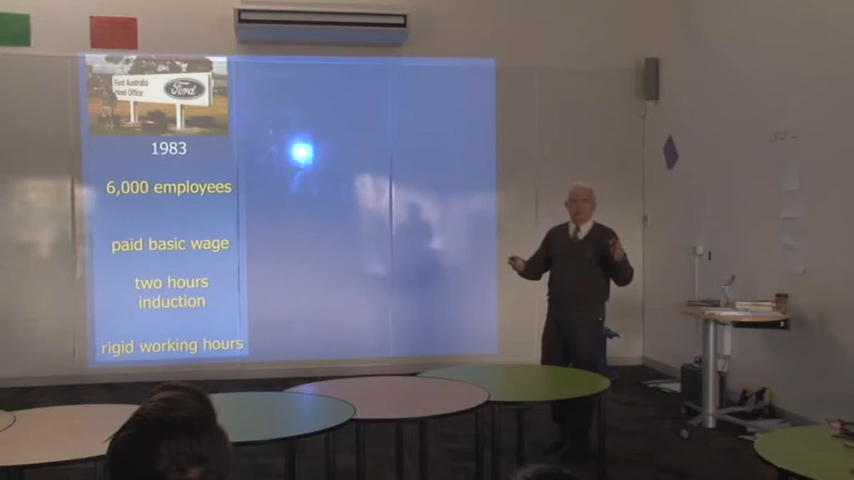 Ford Australia
Head Office
Ford
1983
6,000 employees
paid basic wage
two hours
induction
rigid working hours